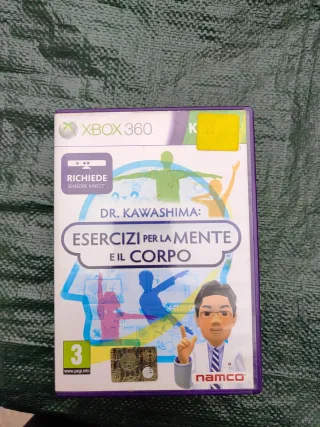 XBOX 360
RICHIEDE
SENSORE KINECT
DR. KAWASHIMA:
ESERCIZI PER LA MENTE
E IL CORPO
3
www.pegi.info
NAMCO